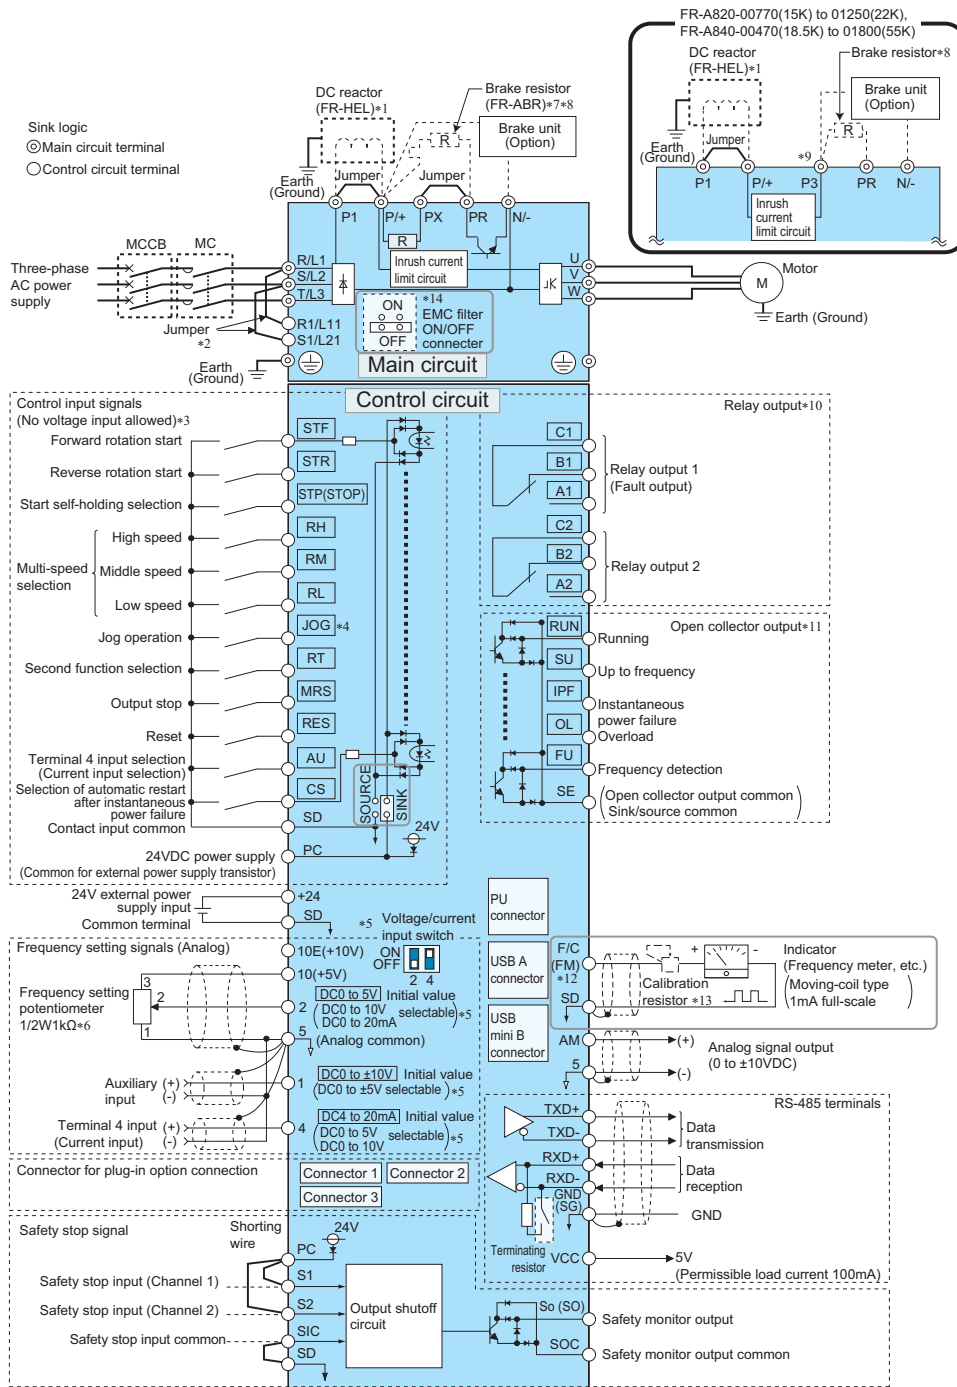 FR-A820-00770(15K) to 01250(22K),
FR-A840-00470(18.5K) to 01800(55K)
DC reactor
(FR-HEL)*1
Brake resistor*8
Brake unit
(Option)
R
Earth
(Ground)
Jumper
*9
P1
P/+
P3
PR
N/-
Inrush
current
limit circuit
Sink logic
Main circuit terminal
Control circuit terminal
DC reactor
(FR-HEL)*1
Brake resistor
(FR-ABR)*7*8
Brake unit
(Option)
R
Earth
(Ground)
Jumper
Jumper
P1
P/+
PX
PR
N/-
R
Inrush current
limit circuit
MCCB
MC
Three-phase
AC power
supply
R/L1
S/L2
T/L3
R1/L11
S1/L21
Jumper
*2
Earth
(Ground)
*14
ON
OFF
EMC filter
ON/OFF
connecter
U
V
W
Motor
M
Earth (Ground)
Main circuit
Control circuit
Control input signals
(No voltage input allowed)*3
Forward rotation start
STF
Reverse rotation start
STR
Start self-holding selection
STP(STOP)
Multi-speed
selection
High speed
RH
Middle speed
RM
Low speed
RL
Jog operation
JOG
*4
Second function selection
RT
Output stop
MRS
Reset
RES
Terminal 4 input selection
(Current input selection)
AU
Selection of automatic restart
after instantaneous
power failure
CS
Contact input common
SD
SOURCE
SINK
24V
24VDC power supply
(Common for external power supply transistor)
PC
Relay output*10
C1
B1
A1
Relay output 1
(Fault output)
C2
B2
A2
Relay output 2
Open collector output*11
RUN
Running
SU
Up to frequency
IPF
Instantaneous
power failure
OL
Overload
FU
Frequency detection
SE
(Open collector output common
Sink/source common)
24V external power
supply input
Common terminal
+24
SD
*5
Voltage/current
input switch
ON
OFF
2 4
Frequency setting signals (Analog)
10E(+10V)
10(+5V)
Frequency setting
potentiometer
1/2W1kΩ*6
3
2
1
2
DC0 to 5V Initial value
(DC0 to 10V
DC0 to 20mA selectable)*5
5
(Analog common)
Auxiliary (+)
input (-)
1
DC0 to ±10V Initial value
(DC0 to ±5V selectable)*5
Terminal 4 input (+)
(Current input) (-)
4
DC4 to 20mA Initial value
(DC0 to 5V
DC0 to 10V selectable)*5
Connector for plug-in option connection
Connector 1
Connector 2
Connector 3
PU
connector
USB A
connector
USB
mini B
connector
F/C
(FM)
*12
SD
+
-
Calibration
resistor *13
Indicator
(Frequency meter, etc.)
(Moving-coil type
1mA full-scale)
AM
(+)
5
(-)
Analog signal output
(0 to ±10VDC)
RS-485 terminals
TXD+
TXD-
Data
transmission
RXD+
RXD-
Data
reception
GND
(SG)
GND
Terminating
resistor
VCC
5V
(Permissible load current 100mA)
Safety stop signal
Shorting
wire
24V
PC
Safety stop input (Channel 1)
S1
Safety stop input (Channel 2)
S2
Safety stop input common
SIC
SD
Output shutoff
circuit
So (SO)
Safety monitor output
SOC
Safety monitor output common